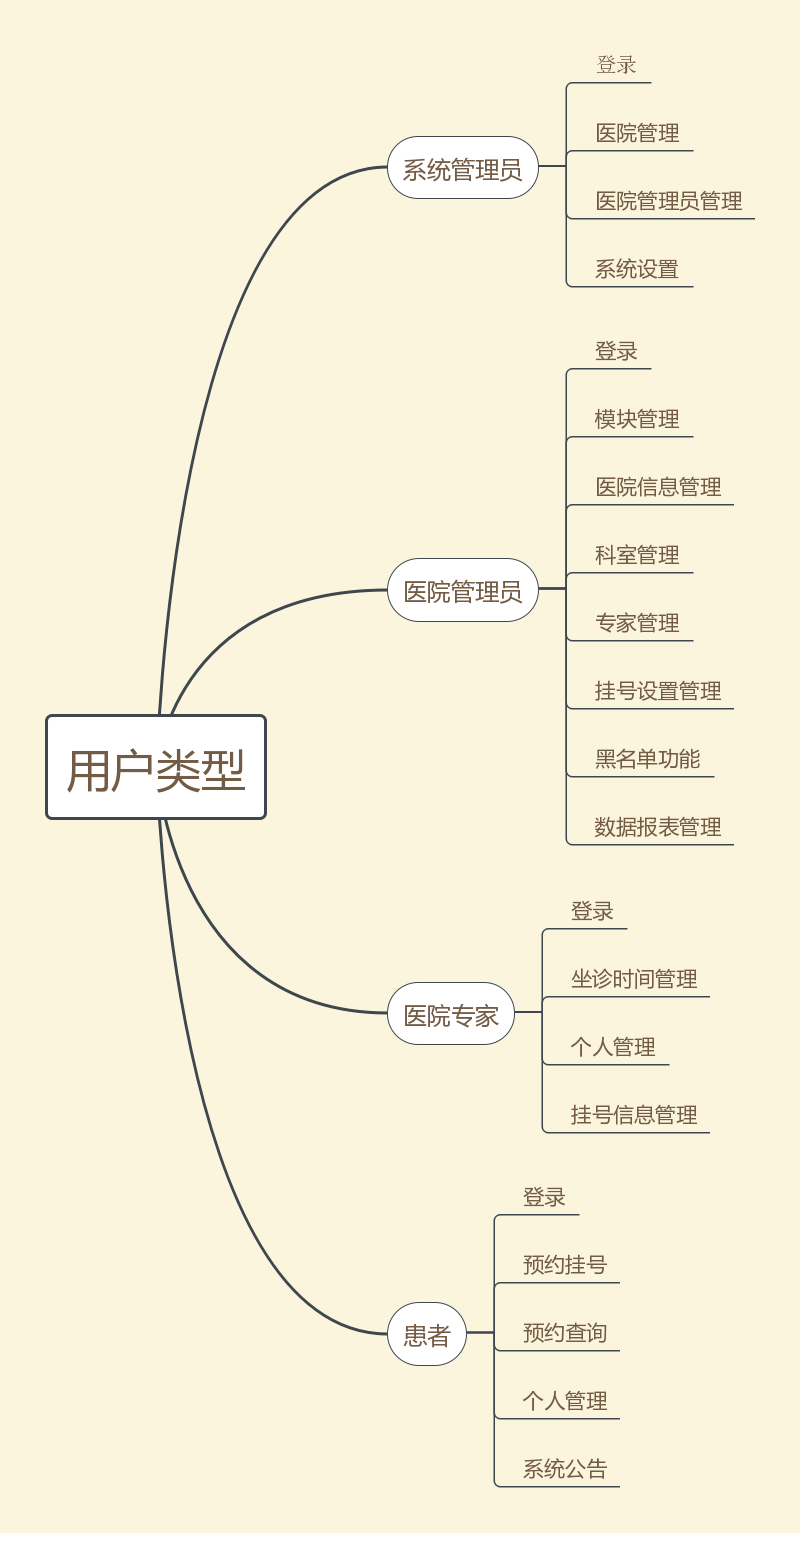 用户类型
系统管理员
登录
医院管理
医院管理员管理
系统设置
医院管理员
登录
模块管理
医院信息管理
科室管理
专家管理
挂号设置管理
黑名单功能
数据报表管理
医院专家
登录
坐诊时间管理
个人管理
挂号信息管理
患者
登录
预约挂号
预约查询
个人管理
系统公告